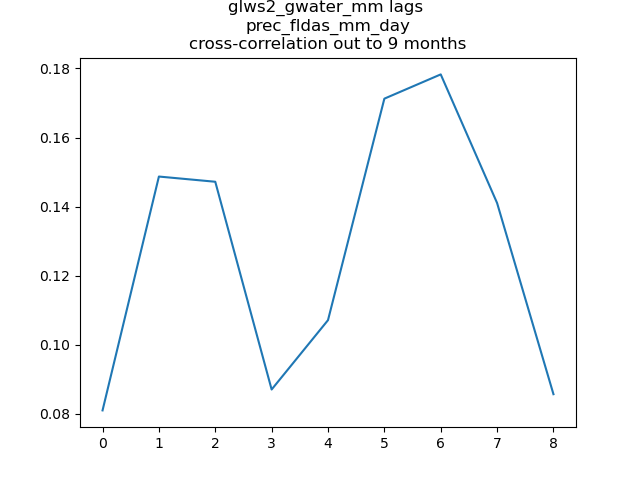 glws2_gwater_mm lags
prec_fldas_mm_day
cross-correlation out to 9 months
0.18
0.16
0.14
0.12
0.10
0.08
0 1 2 3 4 5 6 7 8